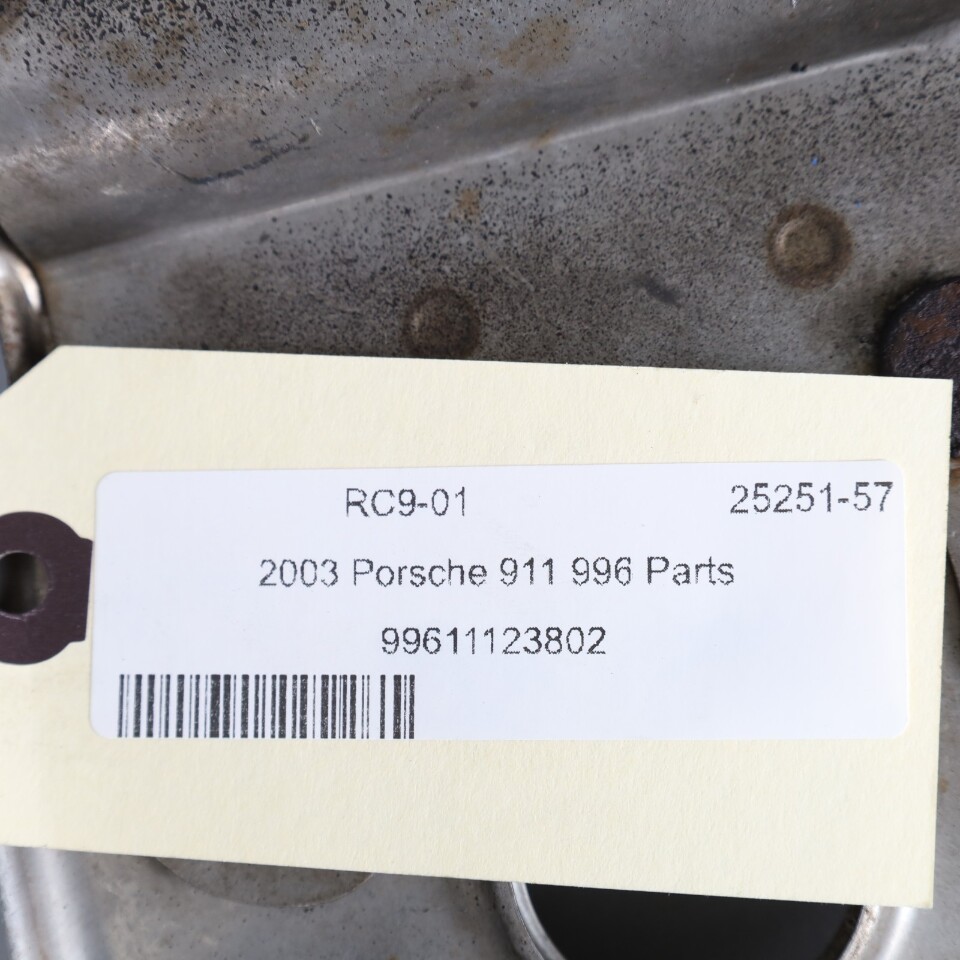 RC9-01 25251-57
2003 Porsche 911 996 Parts
99611123802